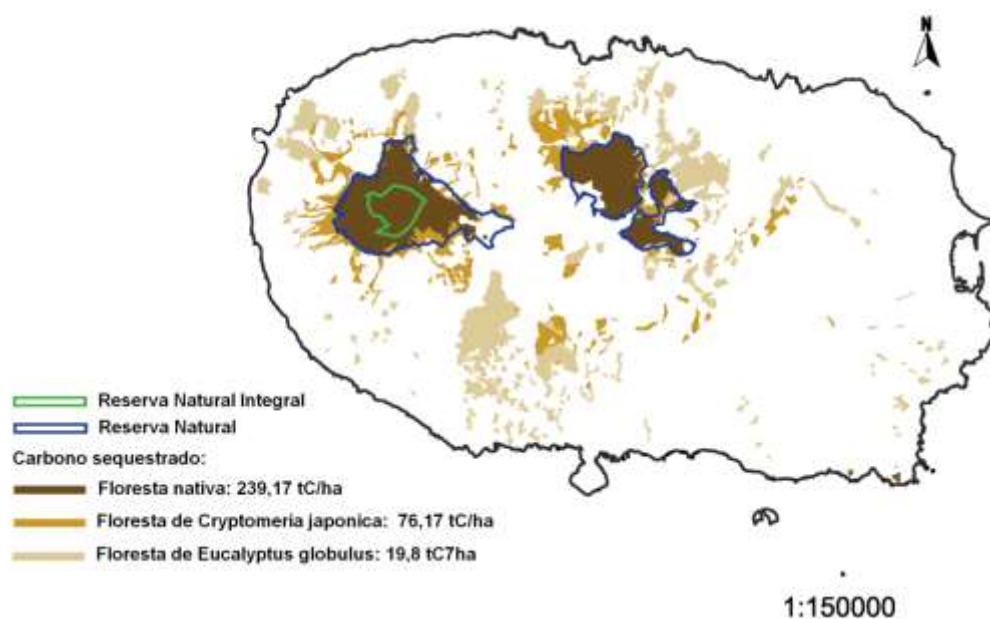 N
Reserva Natural Integral
Reserva Natural
Carbono sequestrado:
Floresta nativa: 239,17 tC/ha
Floresta de Cryptomeria japonica: 76,17 tC/ha
Floresta de Eucalyptus globulus: 19,8 tC7ha
1:150000